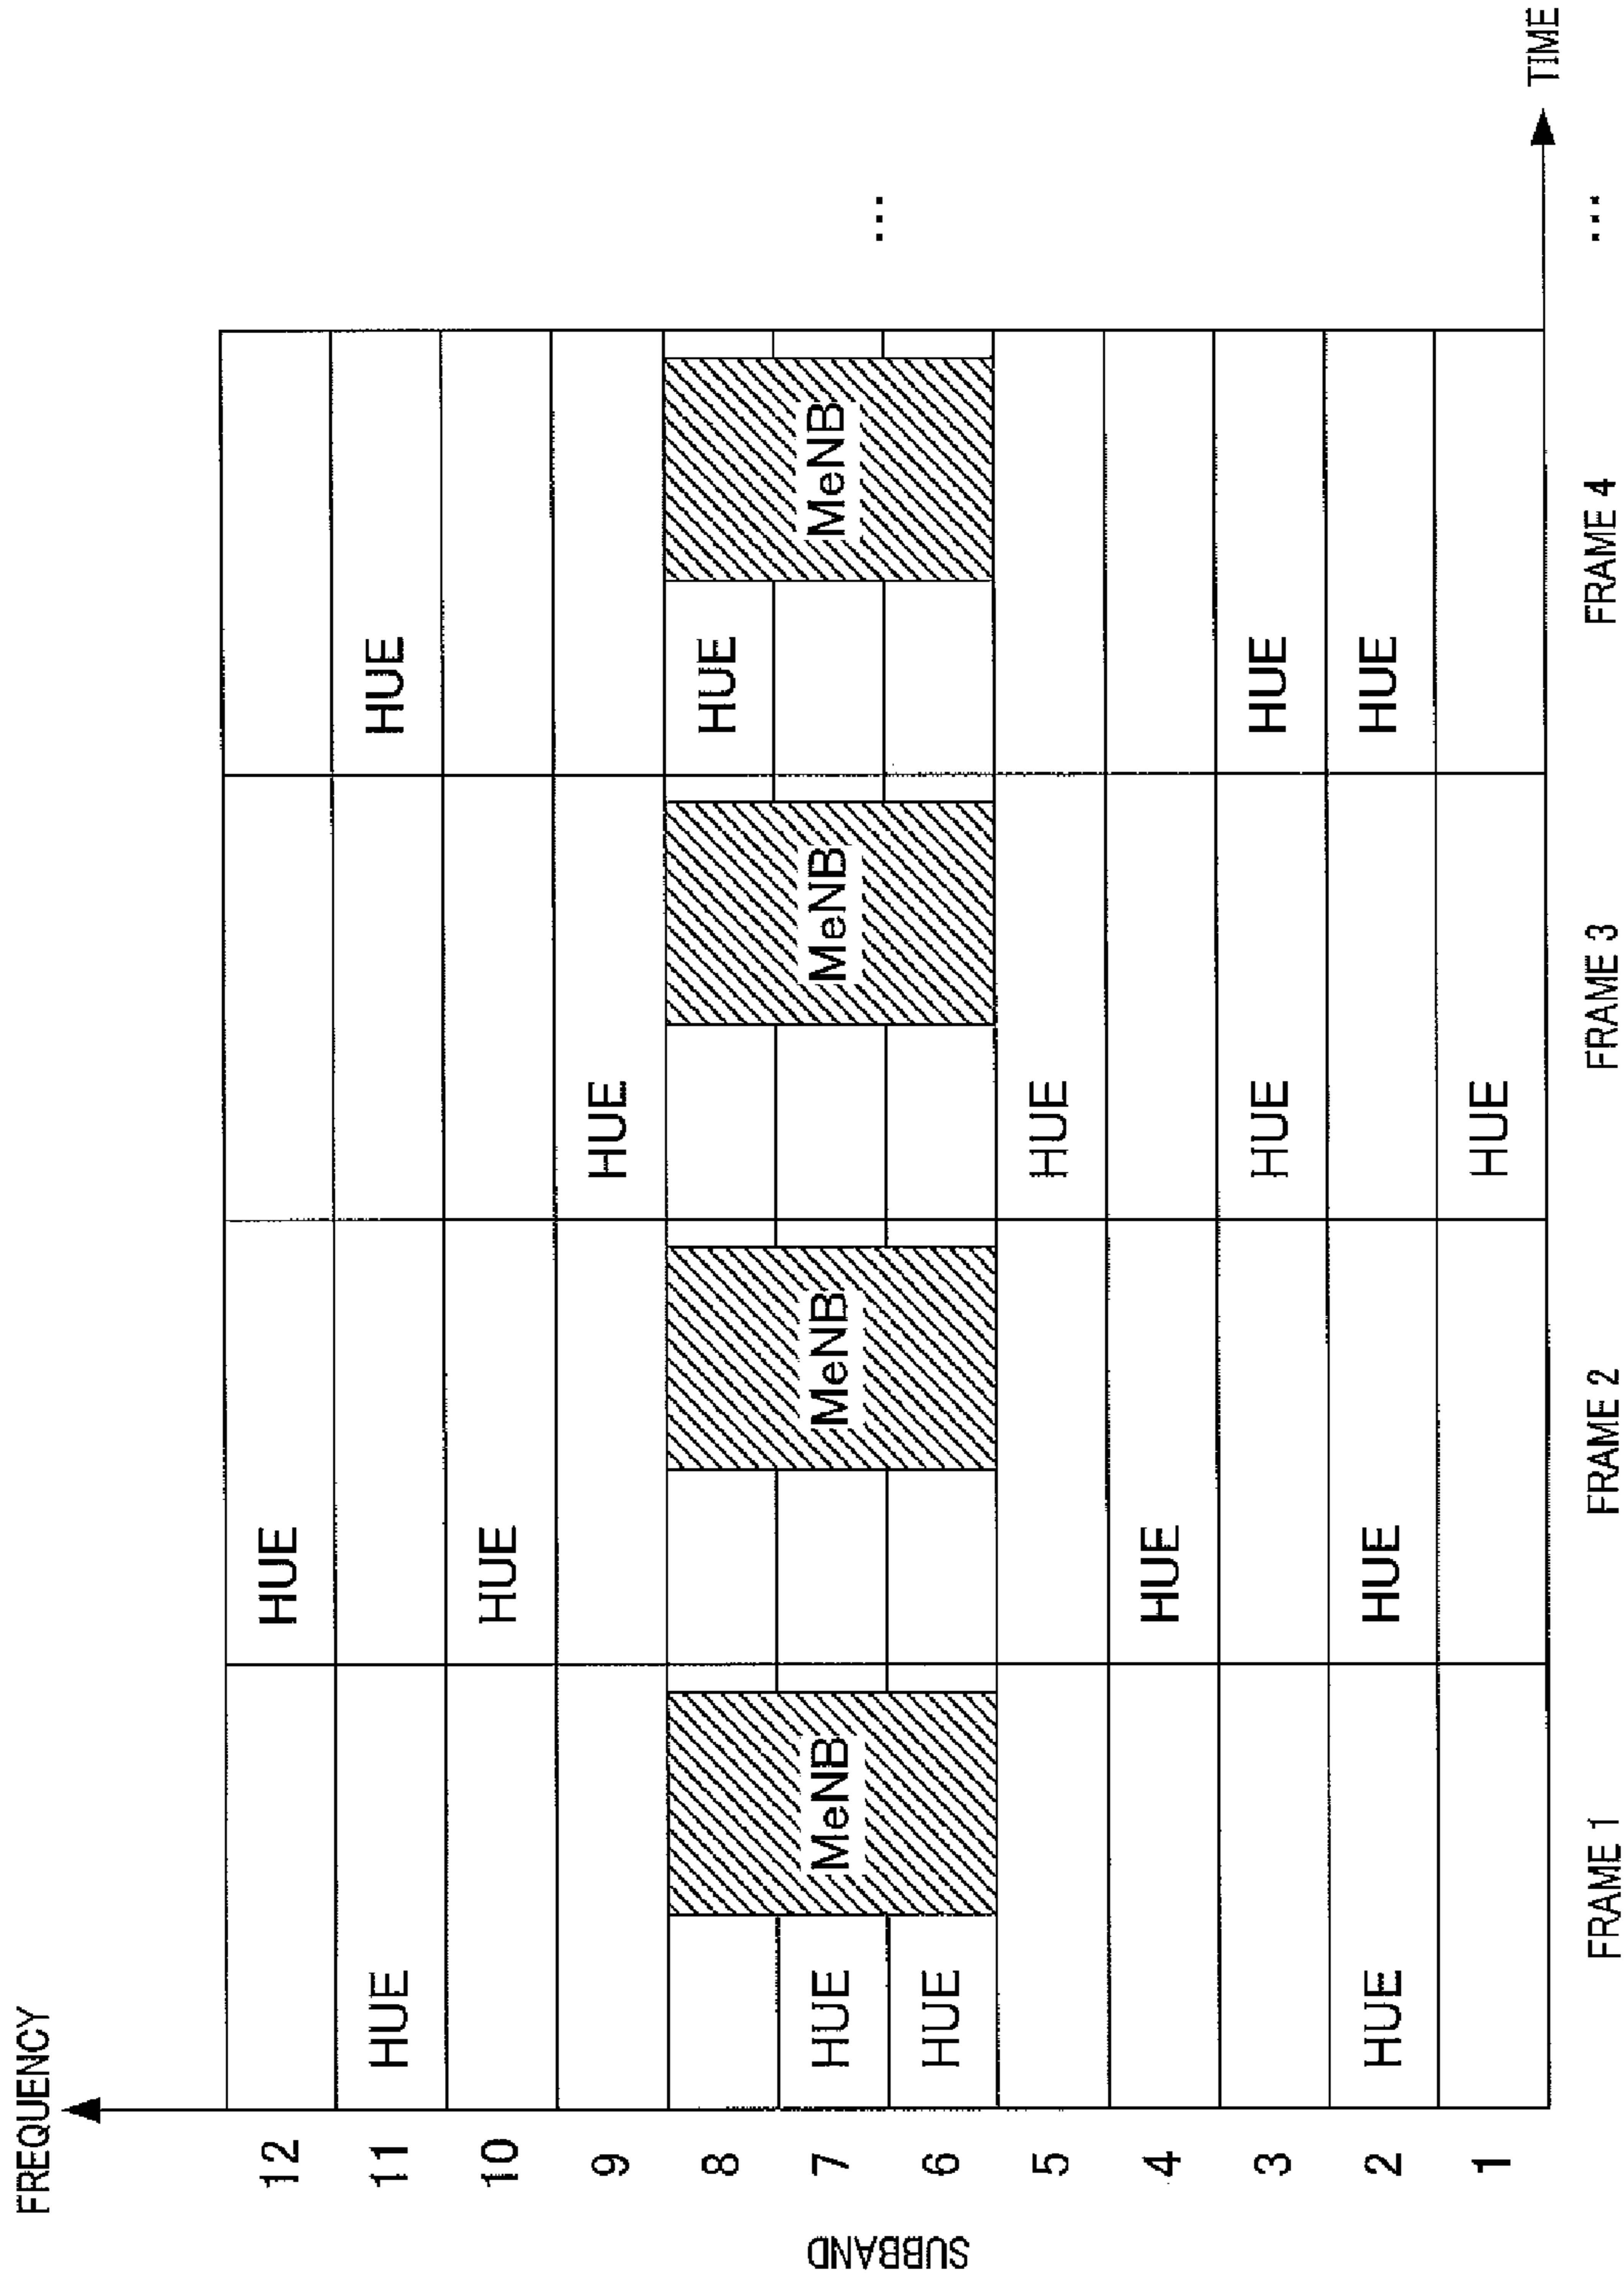 FREQUENCY
SUBBAND
12 HUE
11 HUE HUE
10 HUE
9 HUE
8 HUE
7 HUE MeNB MeNB MeNB MeNB ...
6 HUE
5 HUE
4 HUE
3 HUE HUE
2 HUE HUE HUE
1 HUE
TIME
FRAME 1 FRAME 2 FRAME 3 FRAME 4 ...